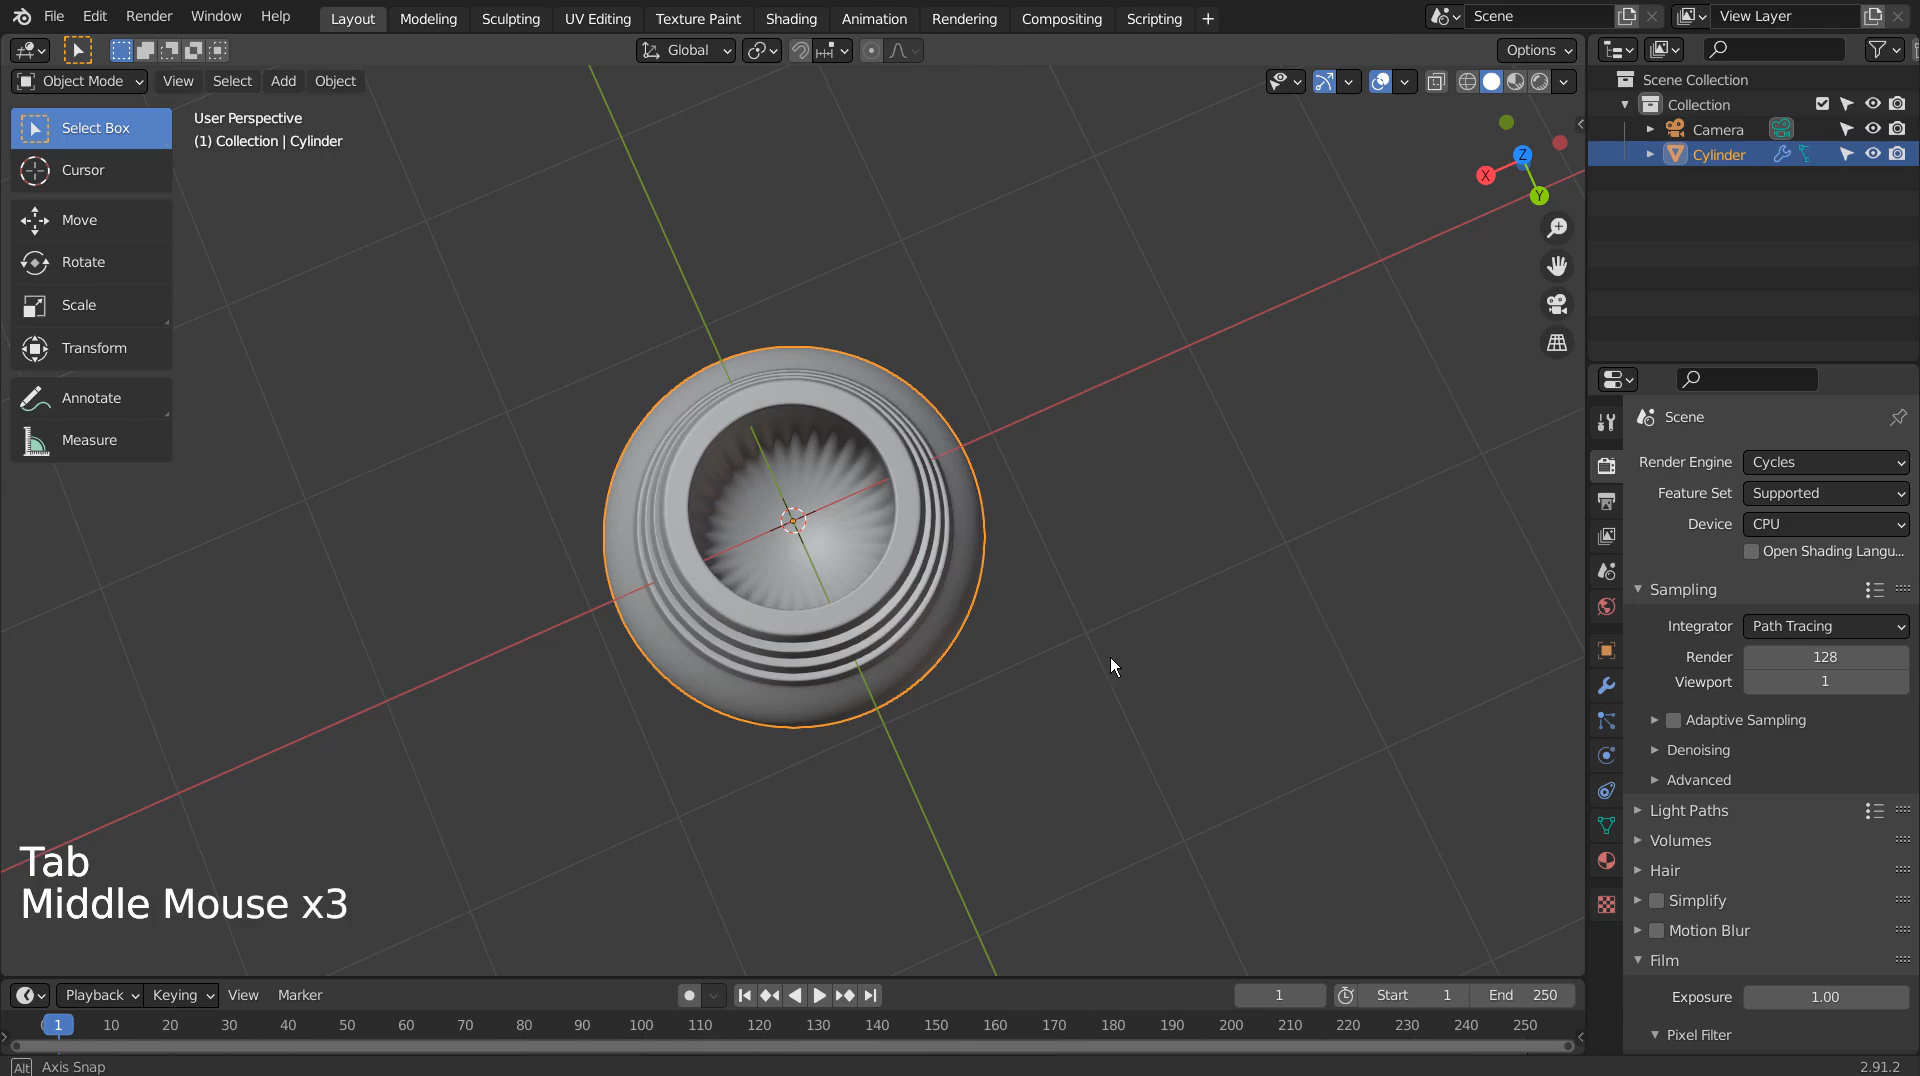 File Edit Render Window Help Layout Modeling Sculpting UV Editing Texture Paint Shading Animation Rendering Compositing Scripting + Scene View Layer
Global Options
Object Mode View Select Add Object
User Perspective
(1) Collection | Cylinder
Select Box
Cursor
Move
Rotate
Scale
Transform
Annotate
Measure
X
Y
Z
Tab
Middle Mouse x3
Scene Collection
Collection
Camera
Cylinder
Scene
Render Engine Cycles
Feature Set Supported
Device CPU
Open Shading Langu...
Sampling
Integrator Path Tracing
Render 128
Viewport 1
Adaptive Sampling
Denoising
Advanced
Light Paths
Volumes
Hair
Simplify
Motion Blur
Film
Exposure 1.00
Pixel Filter
Playback Keying View Marker 1 Start 1 End 250
1 10 20 30 40 50 60 70 80 90 100 110 120 130 140 150 160 170 180 190 200 210 220 230 240 250
Alt Axis Snap 2.91.2